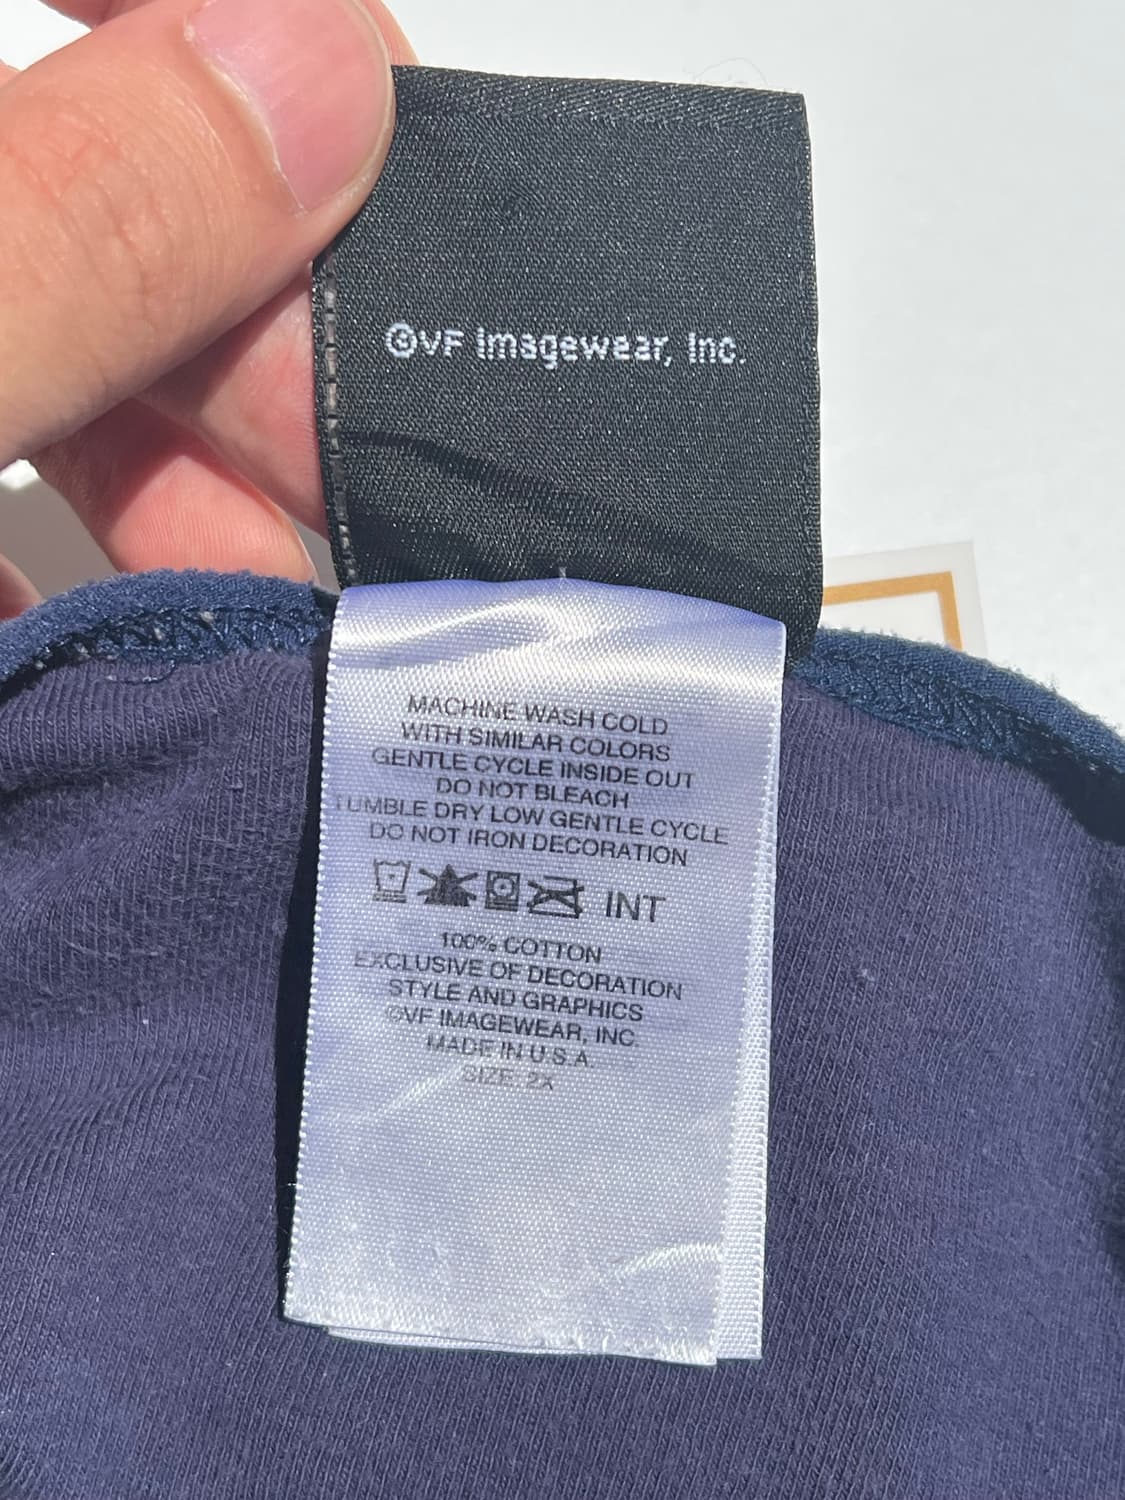 ©VF Imagewear, Inc.
MACHINE WASH COLD
WITH SIMILAR COLORS
GENTLE CYCLE INSIDE OUT
DO NOT BLEACH
TUMBLE DRY LOW GENTLE CYCLE
DO NOT IRON DECORATION
INT
100% COTTON
EXCLUSIVE OF DECORATION
STYLE AND GRAPHICS
©VF IMAGEWEAR, INC.
MADE IN U.S.A.
SIZE: 2X